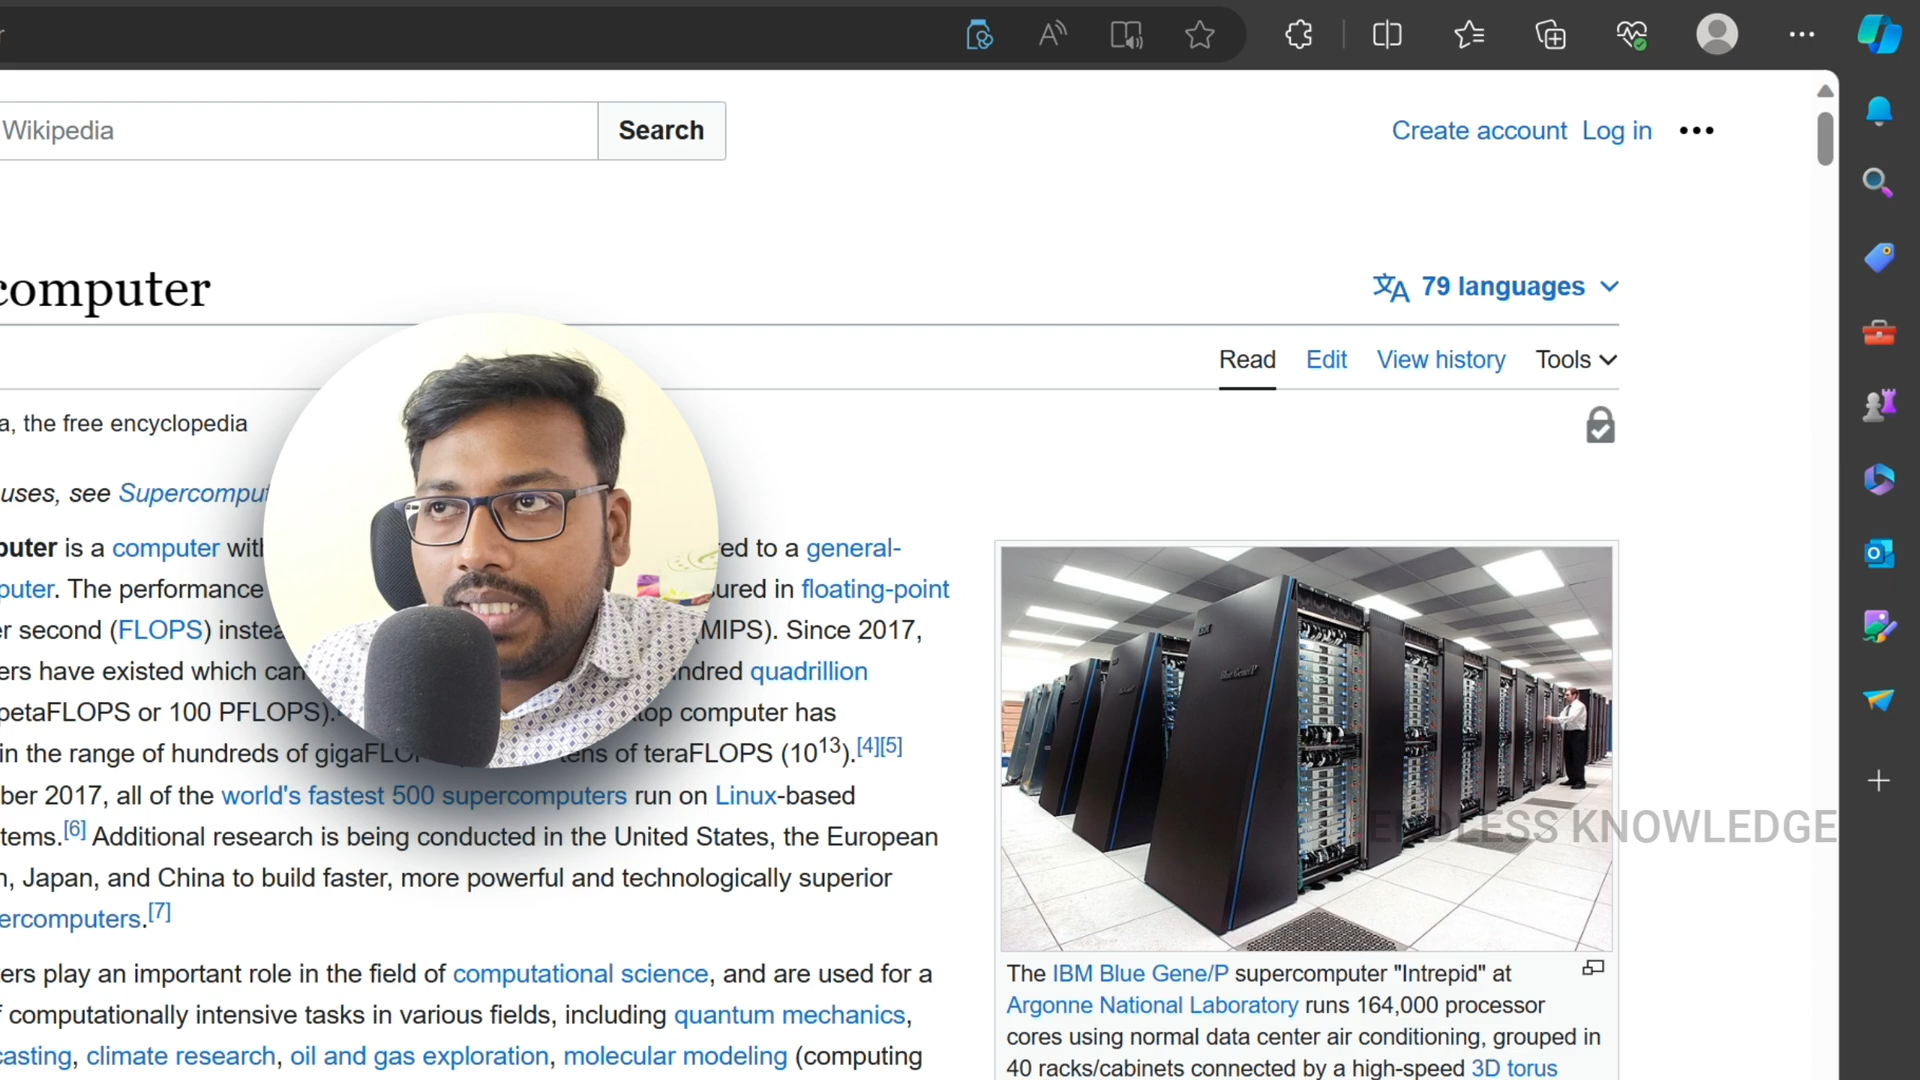 Wikipedia
Search
Create account Log in
computer
79 languages
Read Edit View history Tools
a, the free encyclopedia
uses, see Supercomput
puter is a computer with red to a general-
puter. The performance ured in floating-point
r second (FLOPS) instea (MIPS). Since 2017,
ers have existed which can ndred quadrillion
petaFLOPS or 100 PFLOPS). top computer has
in the range of hundreds of gigaFLO tens of teraFLOPS (10¹³).[4][5]
ber 2017, all of the world's fastest 500 supercomputers run on Linux-based
tems.[6] Additional research is being conducted in the United States, the European
n, Japan, and China to build faster, more powerful and technologically superior
ercomputers.[7]
ers play an important role in the field of computational science, and are used for a
f computationally intensive tasks in various fields, including quantum mechanics,
casting, climate research, oil and gas exploration, molecular modeling (computing
ENDLESS KNOWLEDGE
The IBM Blue Gene/P supercomputer "Intrepid" at
Argonne National Laboratory runs 164,000 processor
cores using normal data center air conditioning, grouped in
40 racks/cabinets connected by a high-speed 3D torus